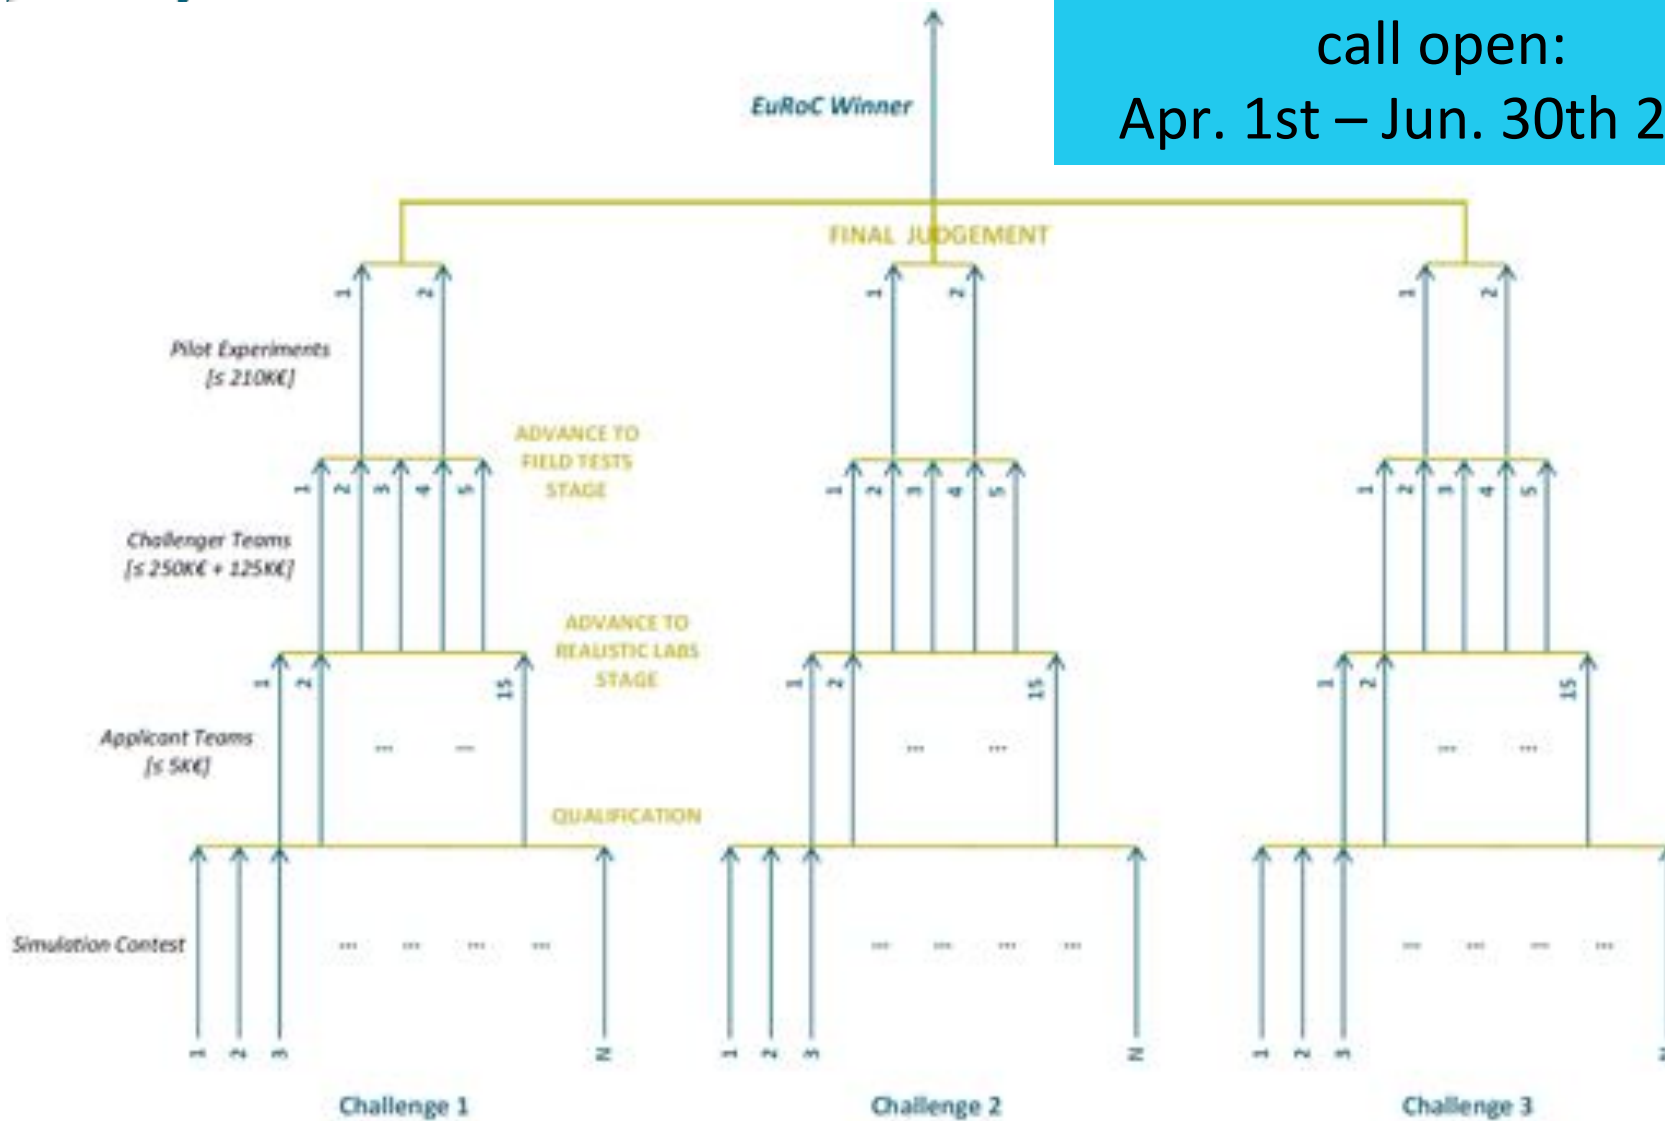 call open:
Apr. 1st – Jun. 30th 2
EuRoC Winner
FINAL JUDGEMENT
1 2 1 2 1 2
Pilot Experiments
[≤ 210K€]
ADVANCE TO
FIELD TESTS
STAGE
1 2 3 4 5 1 2 3 4 5 1 2 3 4 5
Challenger Teams
[≤ 250K€ + 125K€]
ADVANCE TO
REALISTIC LABS
STAGE
1 2 15 1 2 15 1 2 15
Applicant Teams
[≤ 5K€]
... ... ... ... ... ...
QUALIFICATION
Simulation Contest
... ... ... ... ... ... ... ... ... ... ... ...
1 2 3 N 1 2 3 N 1 2 3
Challenge 1 Challenge 2 Challenge 3